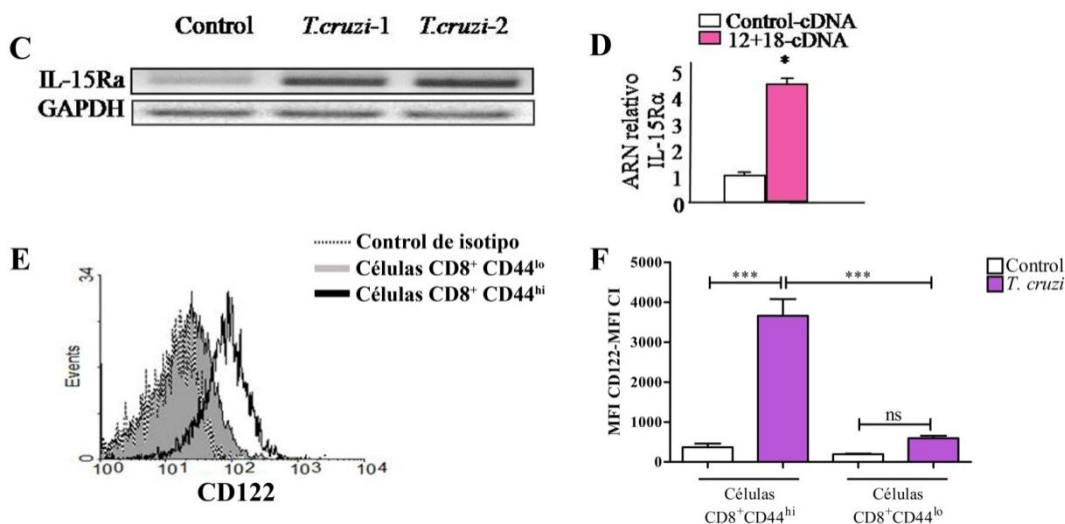 C
Control T.cruzi-1 T.cruzi-2
IL-15Ra
GAPDH
D
Control-cDNA
12+18-cDNA
*
ARN relativo
IL-15Rα
5
4
3
2
1
0
E
Control de isotipo
Células CD8+ CD44lo
Células CD8+ CD44hi
34
Events
0
10⁰ 10¹ 10² 10³ 10⁴
CD122
F
Control
T. cruzi
MFI CD122-MFI CI
5000
4000
3000
2000
1000
0
*** ***
ns
Células
CD8+CD44hi
Células
CD8+CD44lo